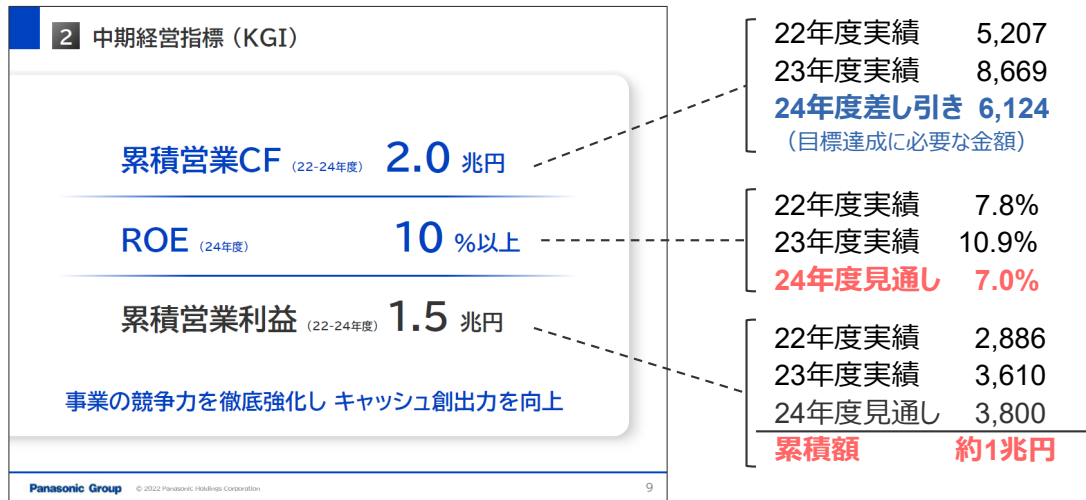 2 中期経営指標（KGI）
累積営業CF （22-24年度） 2.0 兆円
ROE （24年度） 10 %以上
累積営業利益 （22-24年度） 1.5 兆円
事業の競争力を徹底強化し キャッシュ創出力を向上
Panasonic Group © 2022 Panasonic Holdings Corporation 9
22年度実績 5,207
23年度実績 8,669
24年度差し引き 6,124
（目標達成に必要な金額）
22年度実績 7.8%
23年度実績 10.9%
24年度見通し 7.0%
22年度実績 2,886
23年度実績 3,610
24年度見通し 3,800
累積額 約1兆円